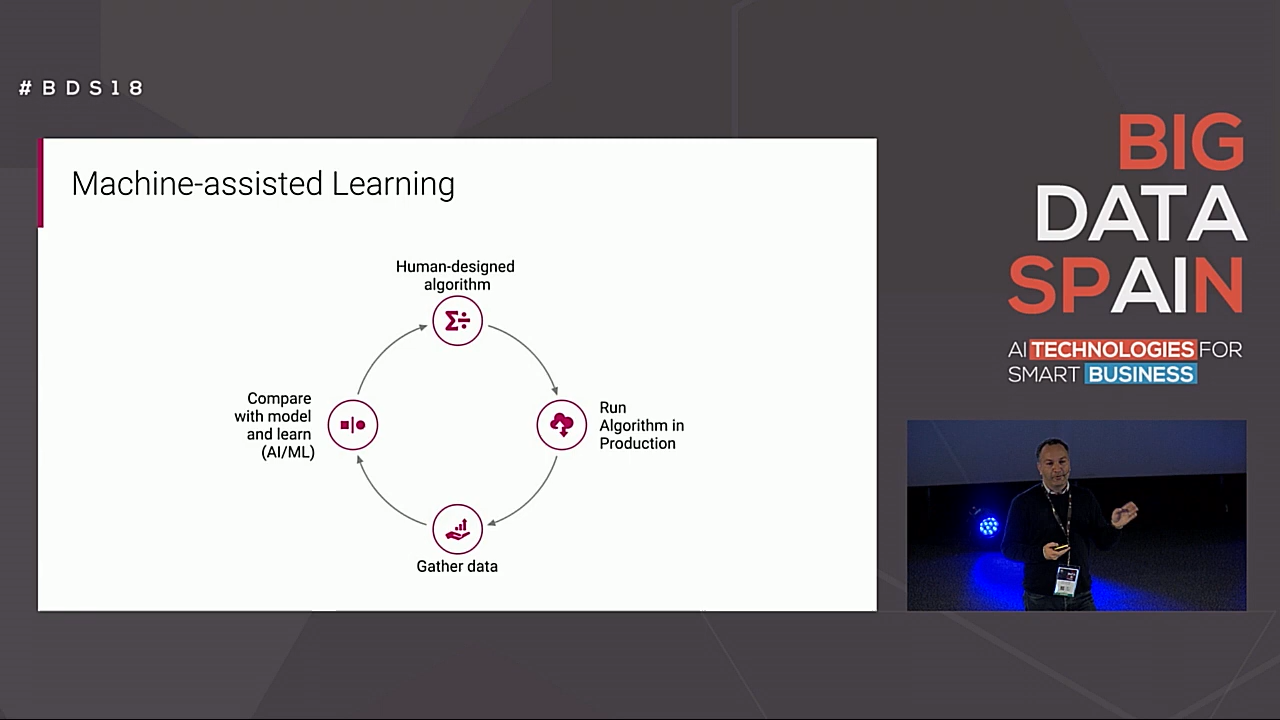 #BDS18
Machine-assisted Learning
Human-designed
algorithm
Compare
with model
and learn
(AI/ML)
Run
Algorithm in
Production
Gather data
BIG
DATA
SPAIN
AI TECHNOLOGIES FOR
SMART BUSINESS